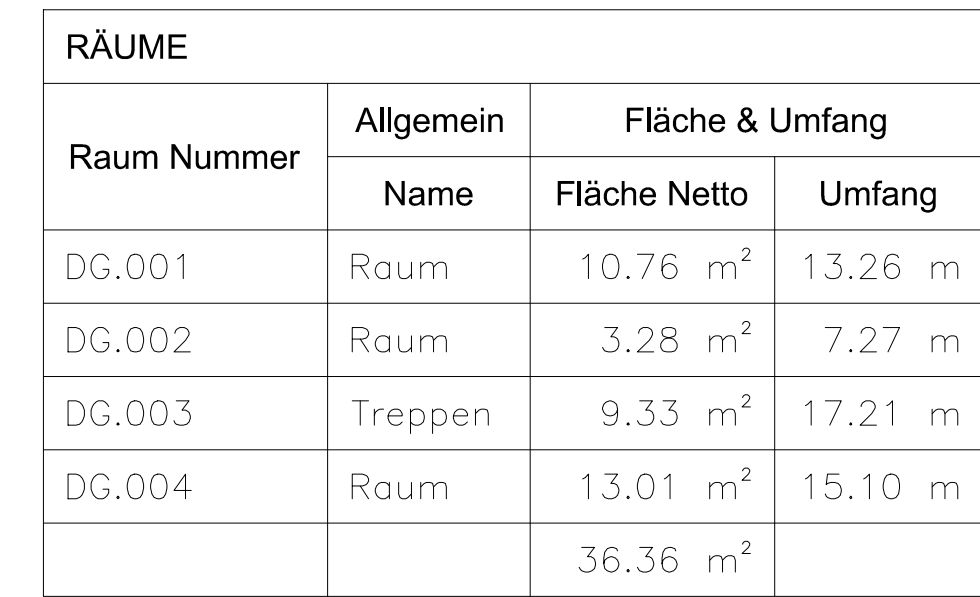 RÄUME
Raum Nummer Allgemein Fläche & Umfang
Name Fläche Netto Umfang
DG.001 Raum 10.76 m² 13.26 m
DG.002 Raum 3.28 m² 7.27 m
DG.003 Treppen 9.33 m² 17.21 m
DG.004 Raum 13.01 m² 15.10 m
36.36 m²